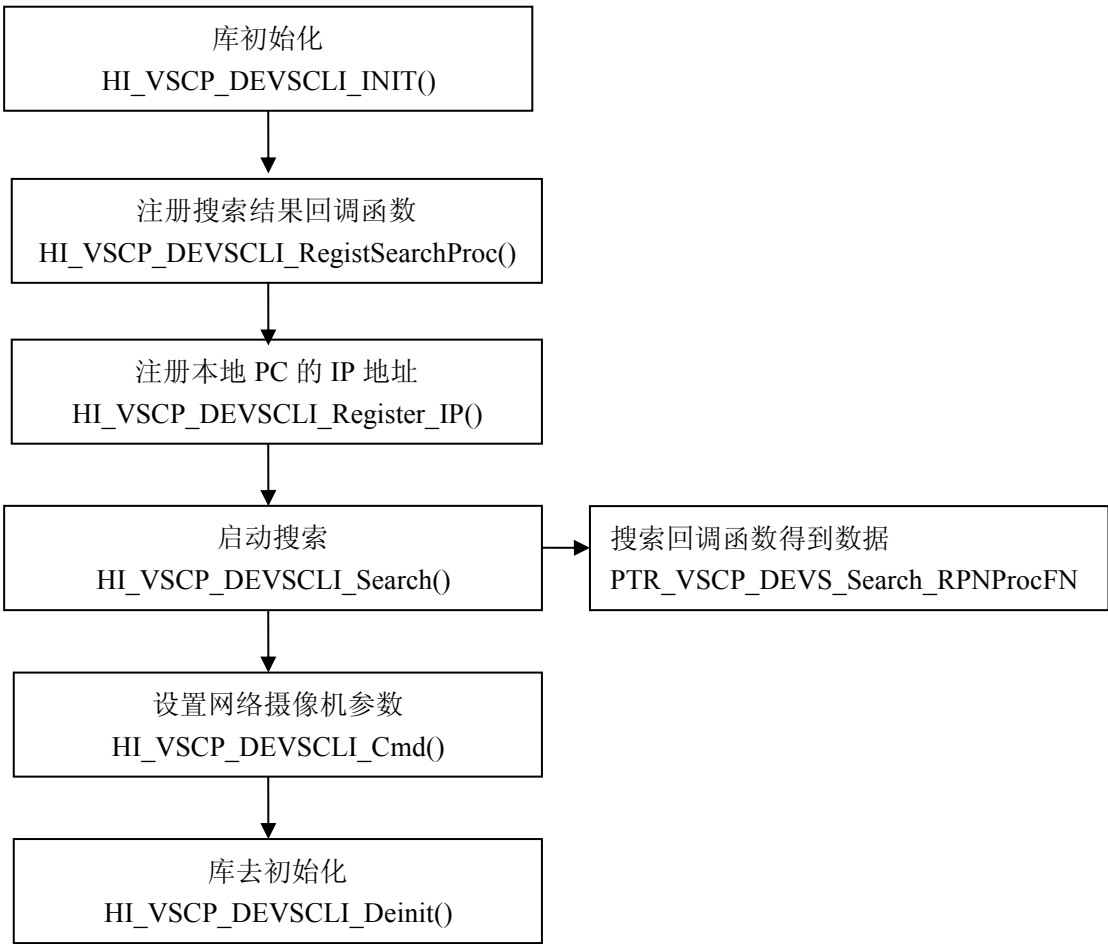 库初始化
HI_VSCP_DEVSCLI_INIT()
注册搜索结果回调函数
HI_VSCP_DEVSCLI_RegistSearchProc()
注册本地 PC 的 IP 地址
HI_VSCP_DEVSCLI_Register_IP()
启动搜索
HI_VSCP_DEVSCLI_Search()
搜索回调函数得到数据
PTR_VSCP_DEVS_Search_RPNProcFN
设置网络摄像机参数
HI_VSCP_DEVSCLI_Cmd()
库去初始化
HI_VSCP_DEVSCLI_Deinit()